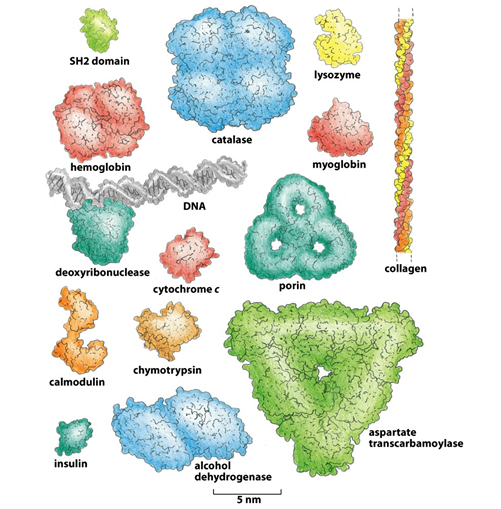 SH2 domain
catalase
lysozyme
hemoglobin
myoglobin
DNA
deoxyribonuclease
cytochrome c
porin
collagen
calmodulin
chymotrypsin
aspartate
transcarbamoylase
insulin
alcohol
dehydrogenase
5 nm